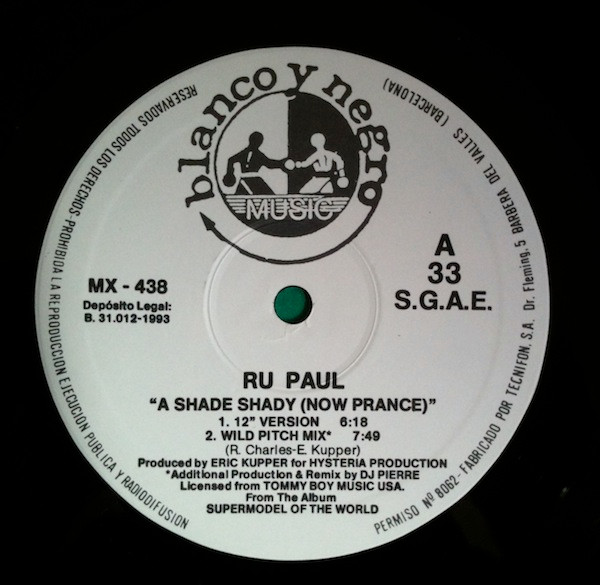 blanco y negro
MUSIC
MX - 438
Depósito Legal:
B. 31.012-1993
A
33
S.G.A.E.
RU PAUL
“A SHADE SHADY (NOW PRANCE)”
1. 12” VERSION 6:18
2. WILD PITCH MIX* 7:49
(R. Charles-E. Kupper)
Produced by ERIC KUPPER for HYSTERIA PRODUCTION
*Additional Production & Remix by DJ PIERRE
Licensed from TOMMY BOY MUSIC USA.
From The Album
SUPERMODEL OF THE WORLD
RESERVADOS TODOS LOS DERECHOS-PROHIBIDA LA REPRODUCCION EJECUCION PUBLICA Y RADIODIFUSION
PERMISO Nº B062-FABRICADO POR TECNIFON, S.A. Dr. Fleming, 5 BARBERA DEL VALLES (BARCELONA)